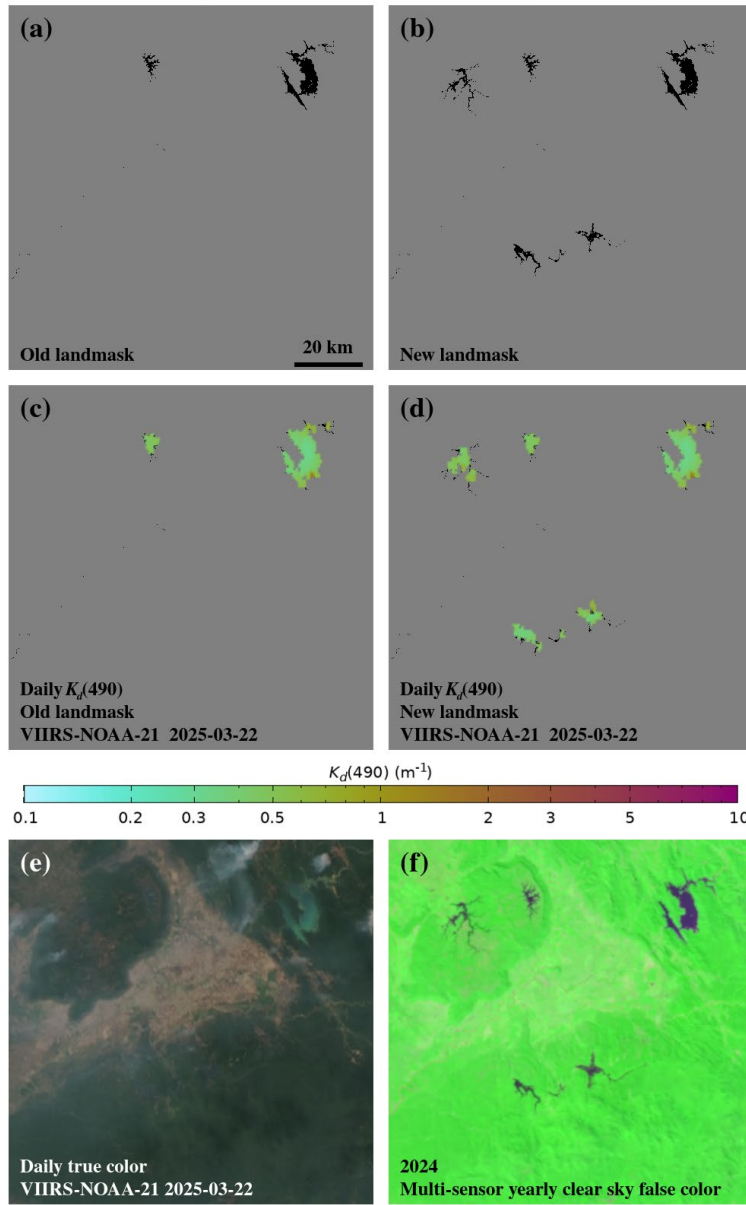 (a)
(b)
Old landmask
20 km
New landmask
(c)
(d)
Daily K_d(490)
Old landmask
VIIRS-NOAA-21 2025-03-22
Daily K_d(490)
New landmask
VIIRS-NOAA-21 2025-03-22
K_d(490) (m⁻¹)
0.1 0.2 0.3 0.5 1 2 3 5 10
(e)
(f)
Daily true color
VIIRS-NOAA-21 2025-03-22
2024
Multi-sensor yearly clear sky false color